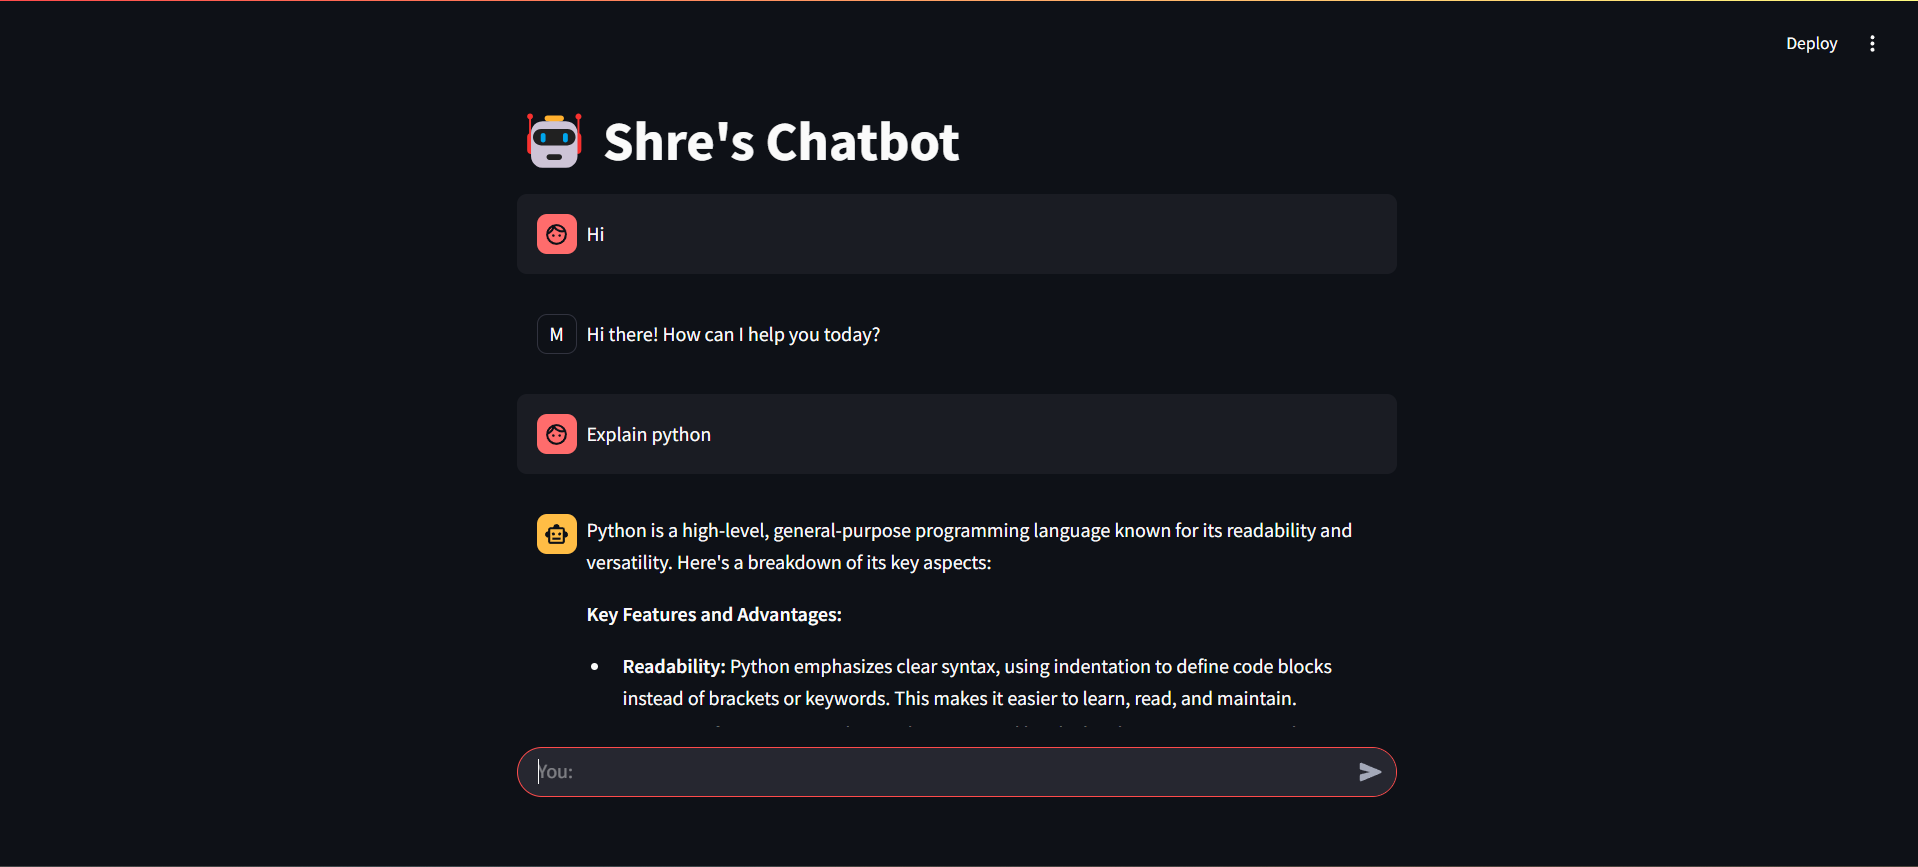 Deploy
Shre's Chatbot
Hi
M
Hi there! How can I help you today?
Explain python
Python is a high-level, general-purpose programming language known for its readability and
versatility. Here's a breakdown of its key aspects:
Key Features and Advantages:
• Readability: Python emphasizes clear syntax, using indentation to define code blocks
instead of brackets or keywords. This makes it easier to learn, read, and maintain.
You: